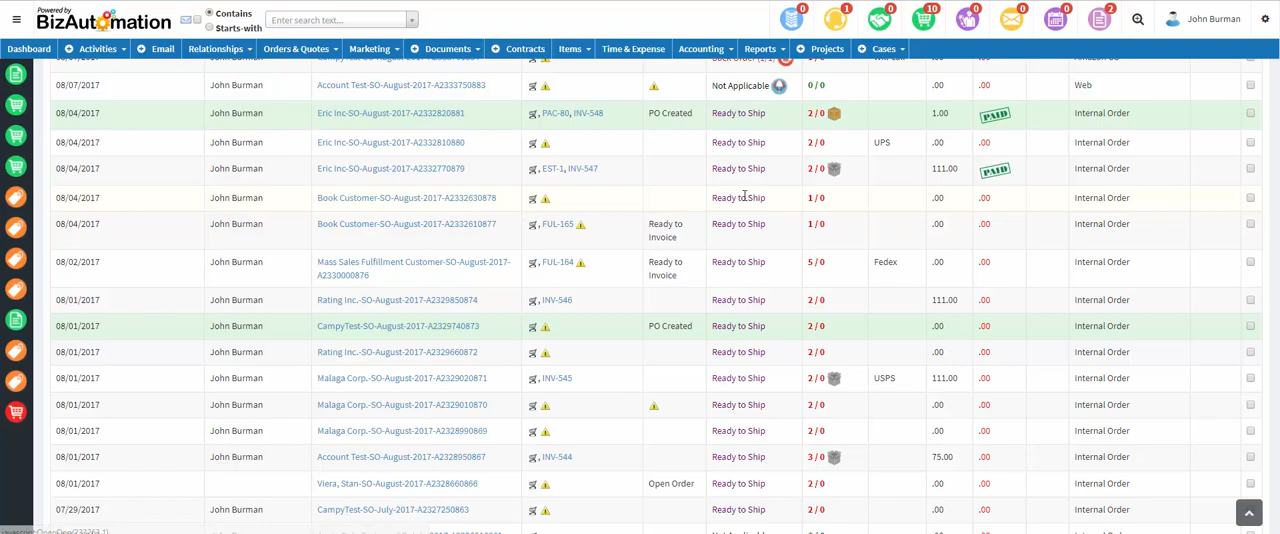 Powered by
BizAutomation
Contains
Starts-with
Enter search text...
0
1
0
10
0
0
0
2
John Burman
Dashboard
Activities
Email
Relationships
Orders & Quotes
Marketing
Documents
Contracts
Items
Time & Expense
Accounting
Reports
Projects
Cases
08/07/2017 John Burman Account Test-SO-August-2017-A2333750883 Not Applicable 0 / 0 .00 .00 Web
08/04/2017 John Burman Eric Inc-SO-August-2017-A2332820881 , PAC-80, INV-548 PO Created Ready to Ship 2 / 0 1.00 PAID Internal Order
08/04/2017 John Burman Eric Inc-SO-August-2017-A2332810880 Ready to Ship 2 / 0 UPS .00 .00 Internal Order
08/04/2017 John Burman Eric Inc-SO-August-2017-A2332770879 , EST-1, INV-547 Ready to Ship 2 / 0 111.00 PAID Internal Order
08/04/2017 John Burman Book Customer-SO-August-2017-A2332630878 Ready to Ship 1 / 0 .00 .00 Internal Order
08/04/2017 John Burman Book Customer-SO-August-2017-A2332610877 , FUL-165 Ready to Ready to Ship 1 / 0 .00 .00 Internal Order
Invoice
08/02/2017 John Burman Mass Sales Fulfillment Customer-SO-August-2017- , FUL-164 Ready to Ready to Ship 5 / 0 Fedex .00 .00 Internal Order
A2330000876 Invoice
08/01/2017 John Burman Rating Inc.-SO-August-2017-A2329850874 , INV-546 Ready to Ship 2 / 0 111.00 .00 Internal Order
08/01/2017 John Burman CampyTest-SO-August-2017-A2329740873 PO Created Ready to Ship 2 / 0 .00 .00 Internal Order
08/01/2017 John Burman Rating Inc.-SO-August-2017-A2329660872 Ready to Ship 2 / 0 .00 .00 Internal Order
08/01/2017 John Burman Malaga Corp.-SO-August-2017-A2329020871 , INV-545 Ready to Ship 2 / 0 USPS 111.00 .00 Internal Order
08/01/2017 John Burman Malaga Corp.-SO-August-2017-A2329010870 Ready to Ship 2 / 0 .00 .00 Internal Order
08/01/2017 John Burman Malaga Corp.-SO-August-2017-A2328990869 Ready to Ship 2 / 0 .00 .00 Internal Order
08/01/2017 John Burman Account Test-SO-August-2017-A2328950867 , INV-544 Ready to Ship 3 / 0 75.00 .00 Internal Order
08/01/2017 John Burman Viera, Stan-SO-August-2017-A2328660866 Open Order Ready to Ship 2 / 0 .00 .00 Internal Order
07/29/2017 John Burman CampyTest-SO-July-2017-A2327250863 Ready to Ship 2 / 0 .00 .00 Internal Order